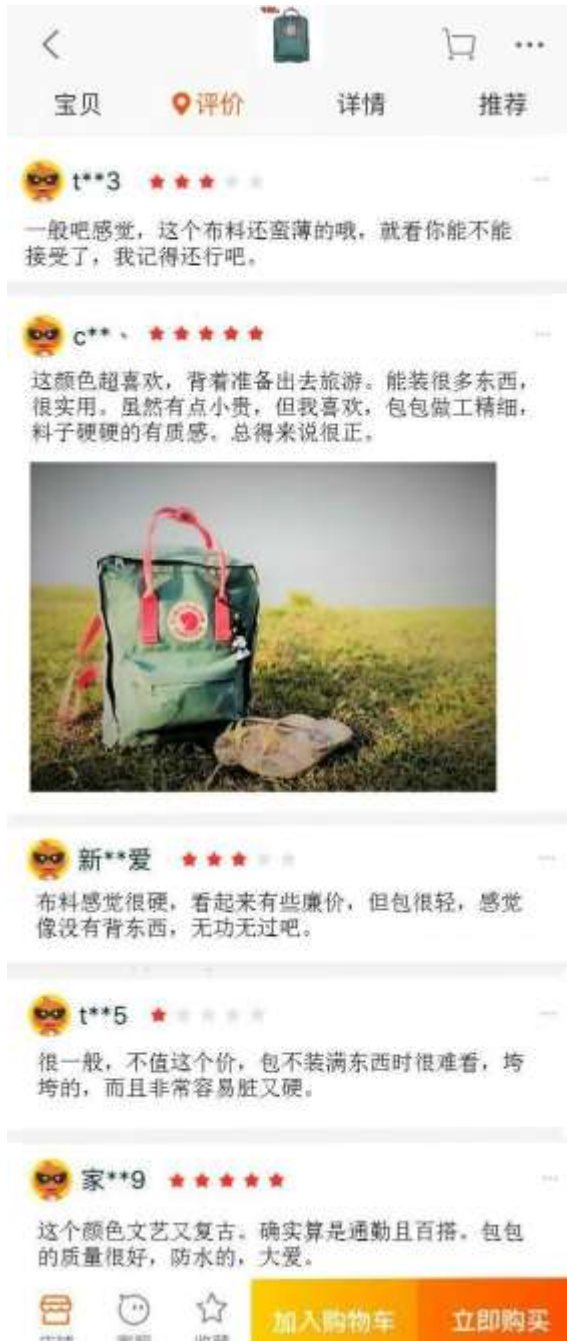 宝贝 评价 详情 推荐
t**3
一般吧感觉，这个布料还蛮薄的哦，就看你能不能
接受了，我记得还行吧。
c**、
这颜色超喜欢，背着准备出去旅游。能装很多东西，
很实用。虽然有点小贵，但我喜欢，包包做工精细，
料子硬硬的有质感。总得来说很正。
新**爱
布料感觉很硬，看起来有些廉价，但包很轻，感觉
像没有背东西，无功无过吧。
t**5
很一般，不值这个价，包不装满东西时很难看，垮
垮的，而且非常容易脏又硬。
家**9
这个颜色文艺又复古。确实算是通勤且百搭。包包
的质量很好，防水的，大爱。
加入购物车 立即购买